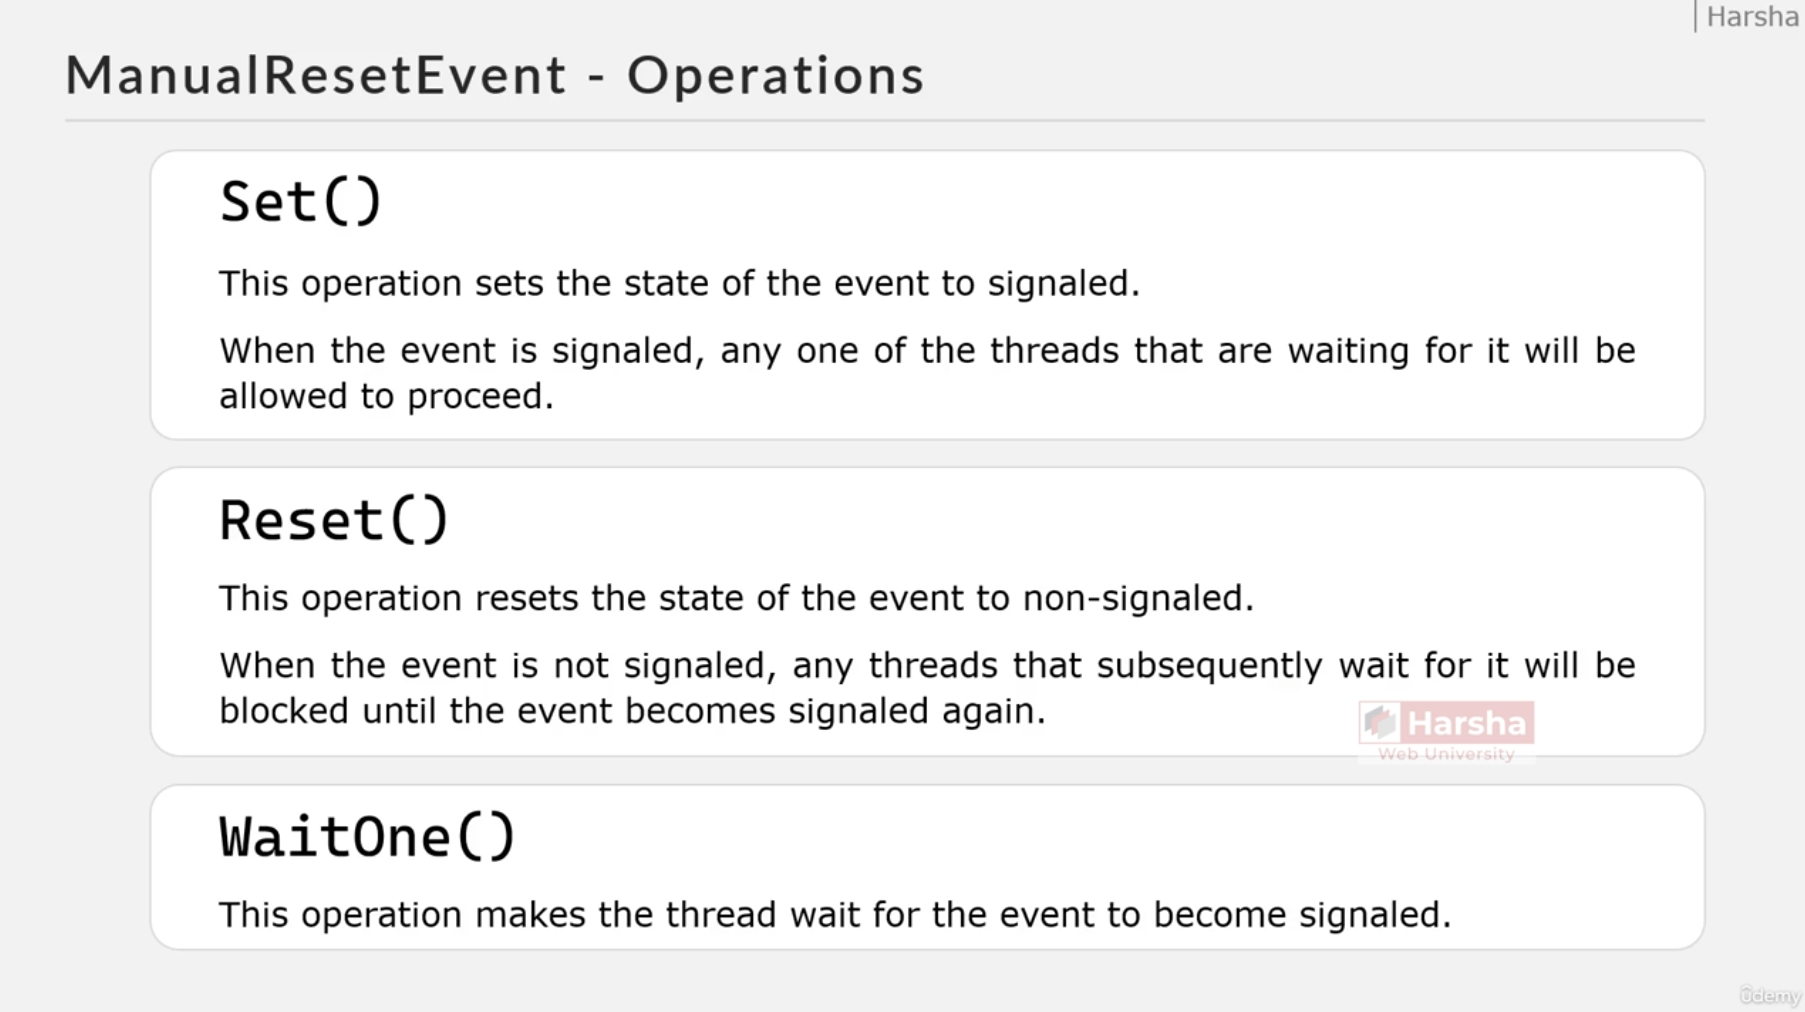 Harsha
ManualResetEvent - Operations
Set()
This operation sets the state of the event to signaled.
When the event is signaled, any one of the threads that are waiting for it will be
allowed to proceed.
Reset()
This operation resets the state of the event to non-signaled.
When the event is not signaled, any threads that subsequently wait for it will be
blocked until the event becomes signaled again.
Harsha
Web University
WaitOne()
This operation makes the thread wait for the event to become signaled.
ûdemy